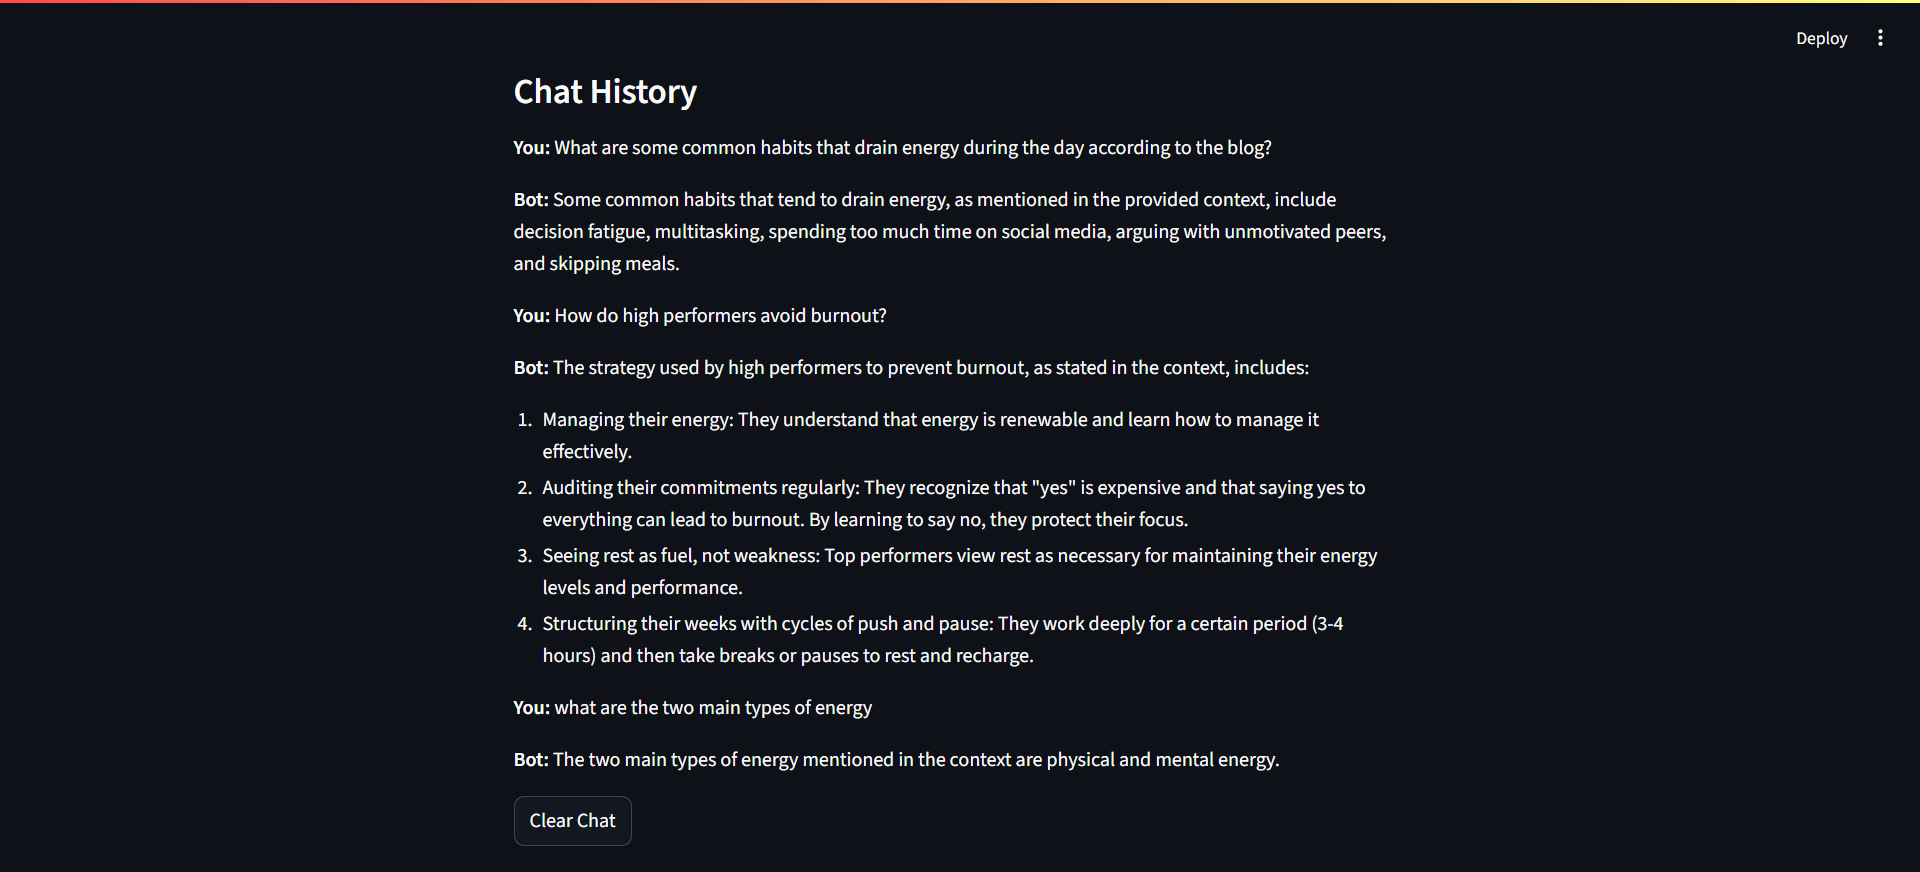 Deploy
Chat History
You: What are some common habits that drain energy during the day according to the blog?
Bot: Some common habits that tend to drain energy, as mentioned in the provided context, include
decision fatigue, multitasking, spending too much time on social media, arguing with unmotivated peers,
and skipping meals.
You: How do high performers avoid burnout?
Bot: The strategy used by high performers to prevent burnout, as stated in the context, includes:
1. Managing their energy: They understand that energy is renewable and learn how to manage it
effectively.
2. Auditing their commitments regularly: They recognize that "yes" is expensive and that saying yes to
everything can lead to burnout. By learning to say no, they protect their focus.
3. Seeing rest as fuel, not weakness: Top performers view rest as necessary for maintaining their energy
levels and performance.
4. Structuring their weeks with cycles of push and pause: They work deeply for a certain period (3-4
hours) and then take breaks or pauses to rest and recharge.
You: what are the two main types of energy
Bot: The two main types of energy mentioned in the context are physical and mental energy.
Clear Chat